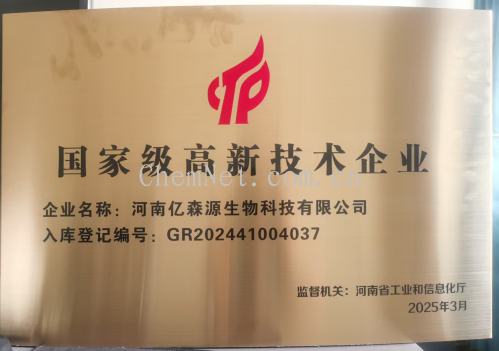 国家级高新技术企业
ChemNet.com.cn
企业名称：河南亿森源生物科技有限公司
入库登记编号：GR202441004037
监督机关：河南省工业和信息化厅
2025年3月